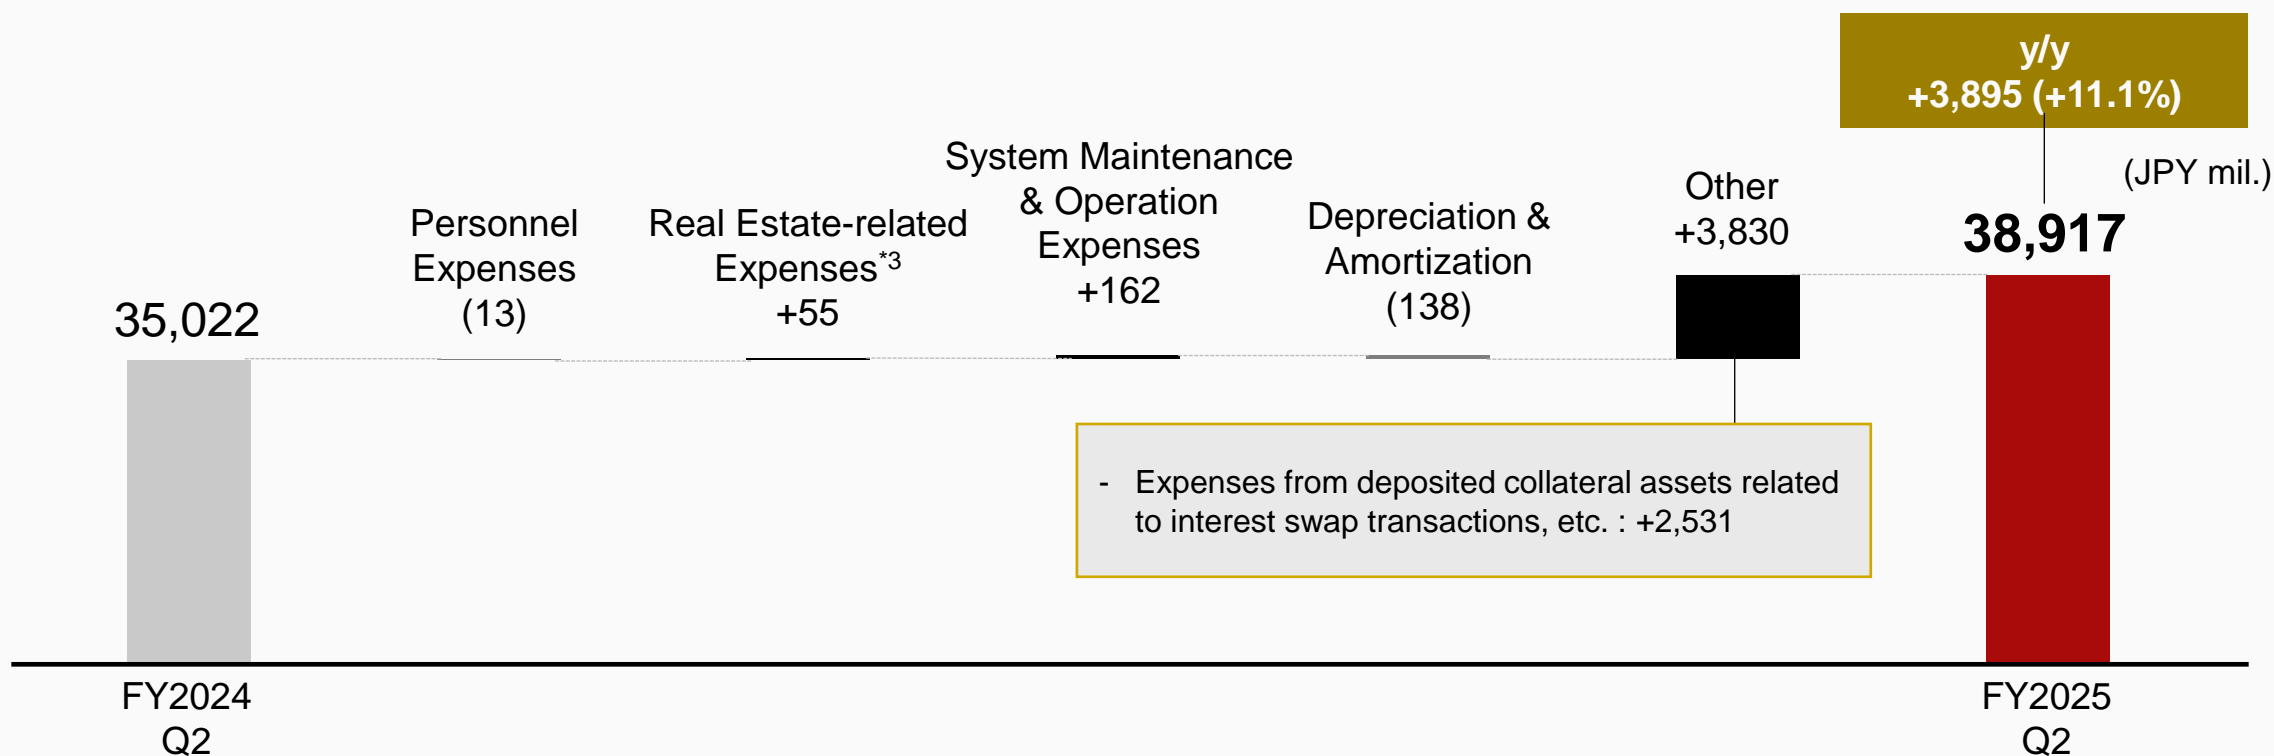 y/y
+3,895 (+11.1%)
(JPY mil.)
35,022
Personnel
Expenses
(13)
Real Estate-related
Expenses*3
+55
System Maintenance
& Operation
Expenses
+162
Depreciation &
Amortization
(138)
Other
+3,830
38,917
- Expenses from deposited collateral assets related
to interest swap transactions, etc. : +2,531
FY2024
Q2
FY2025
Q2